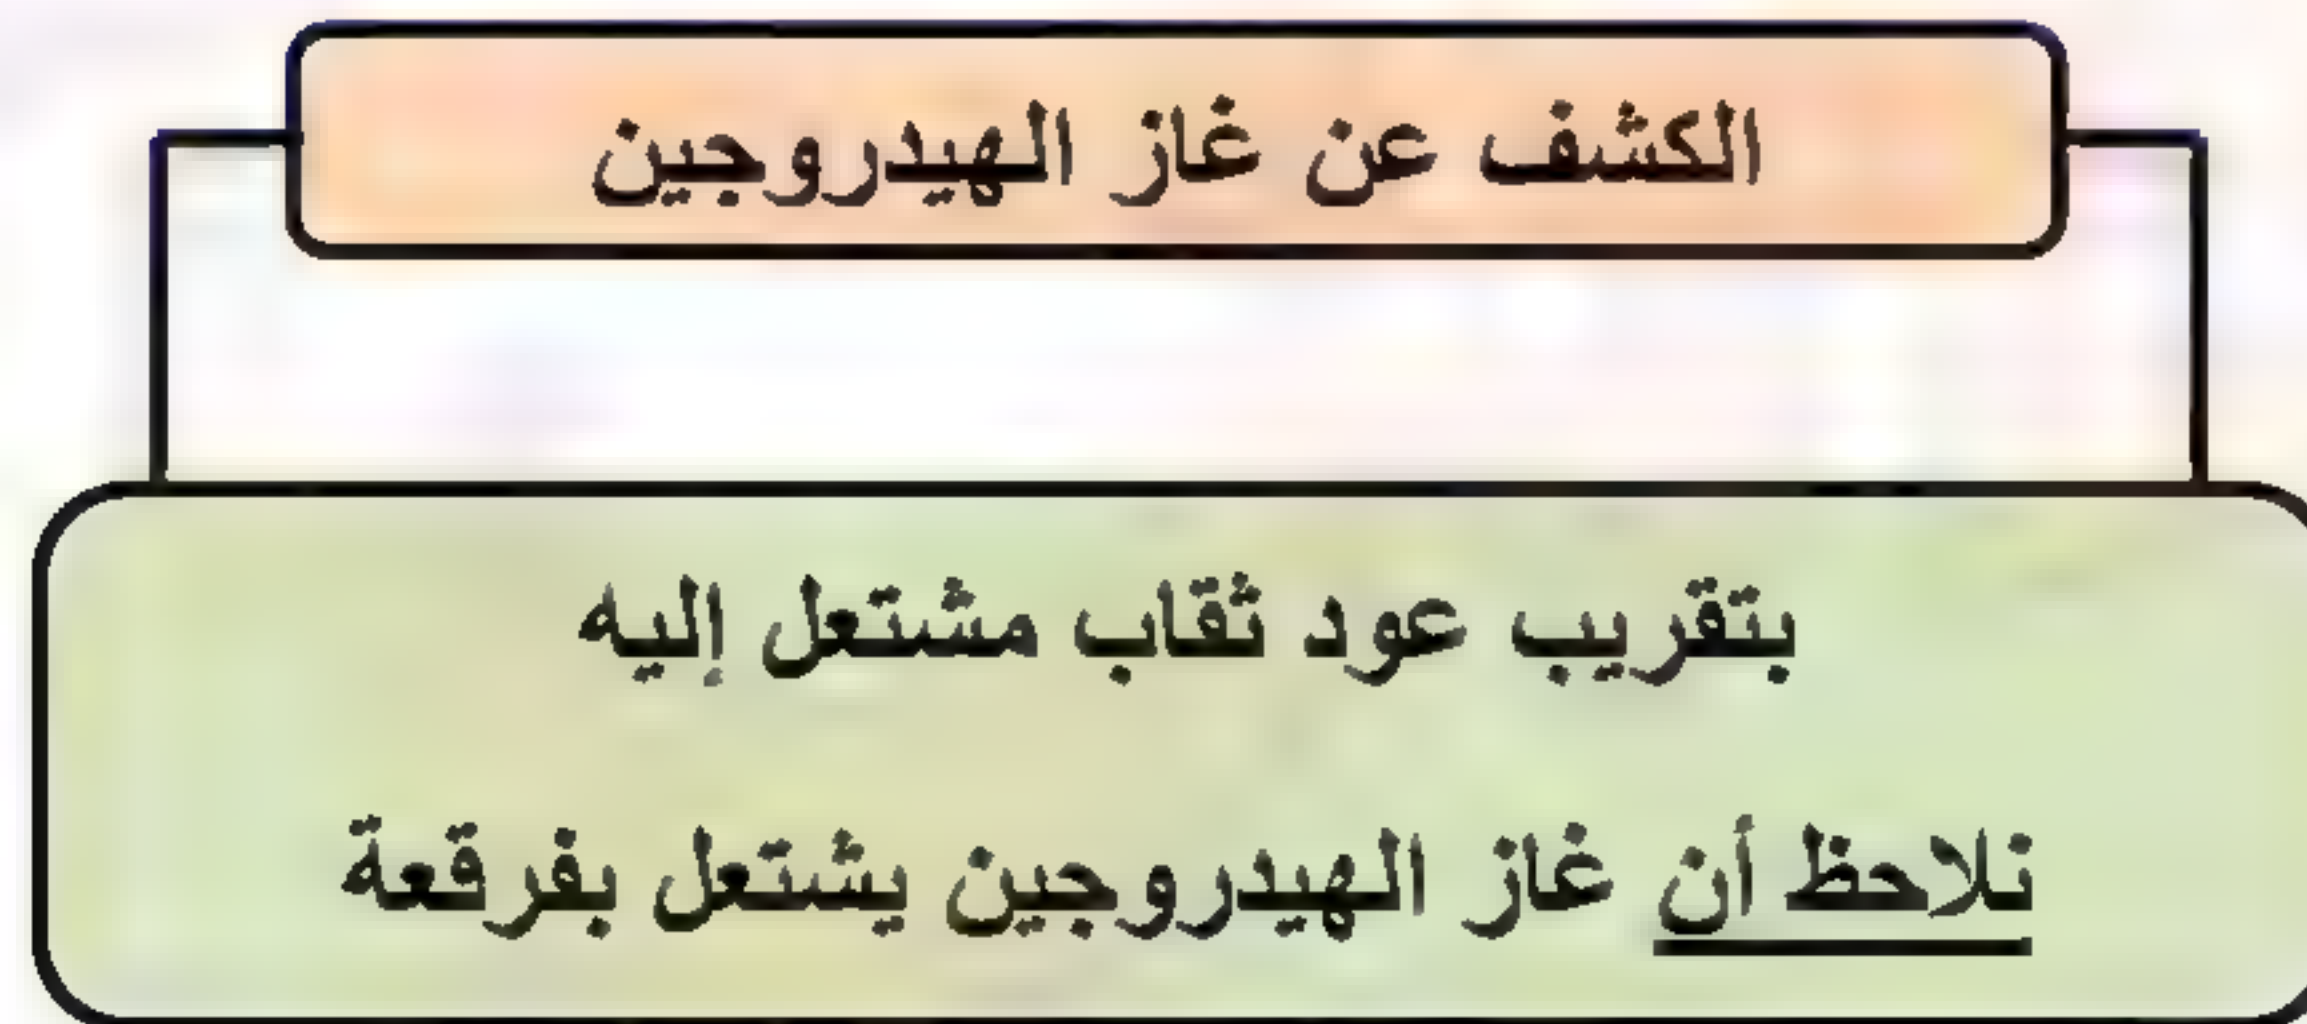 الكشف عن غاز الهيدروجين
بتقريب عود ثقاب مشتعل إليه
نلاحظ أن غاز الهيدروجين يشتعل بفرقعة